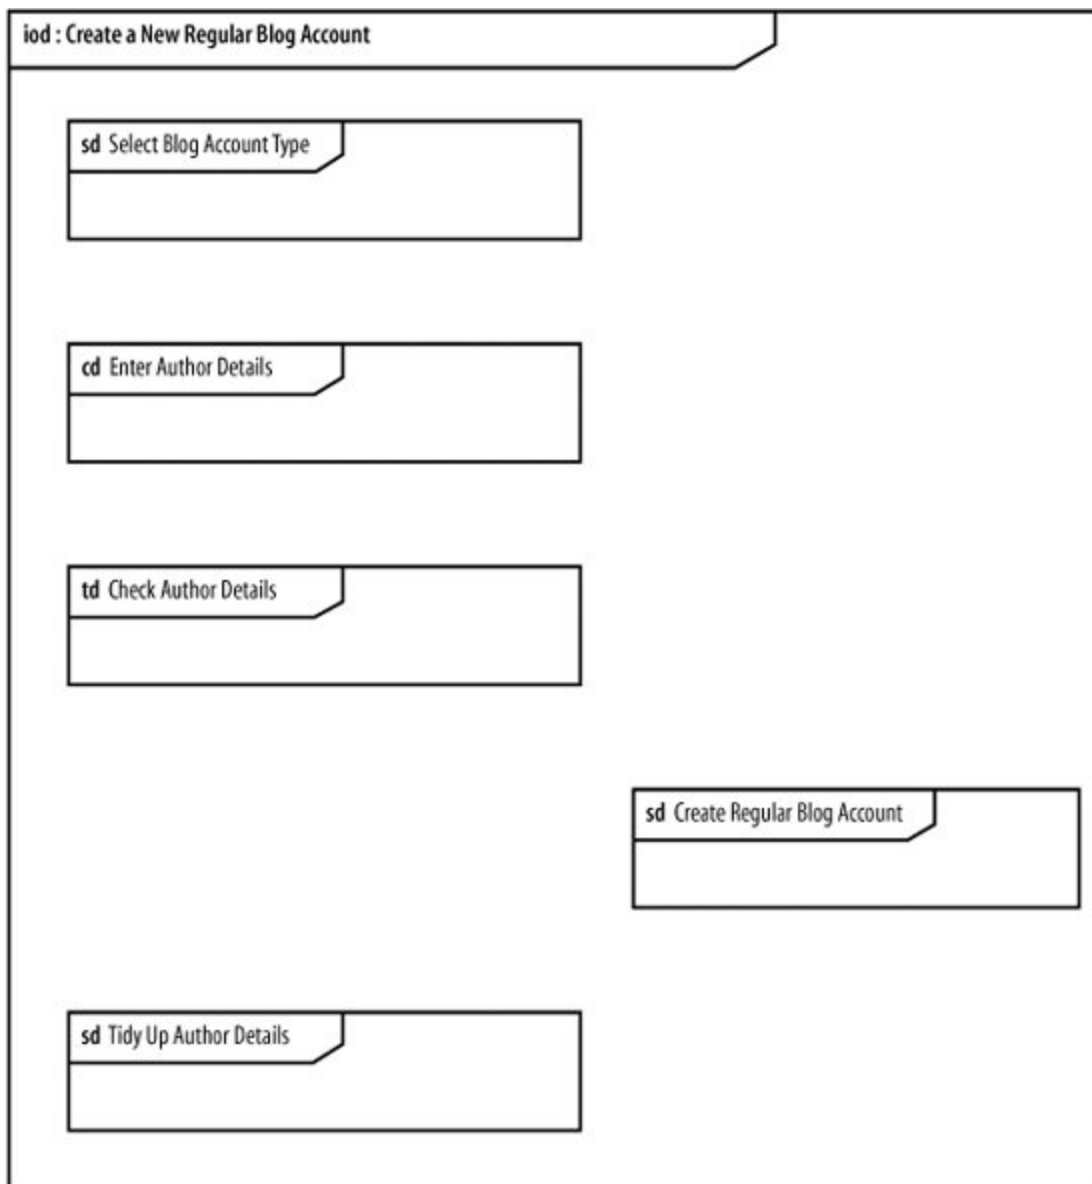 iod : Create a New Regular Blog Account
sd Select Blog Account Type
cd Enter Author Details
td Check Author Details
sd Create Regular Blog Account
sd Tidy Up Author Details